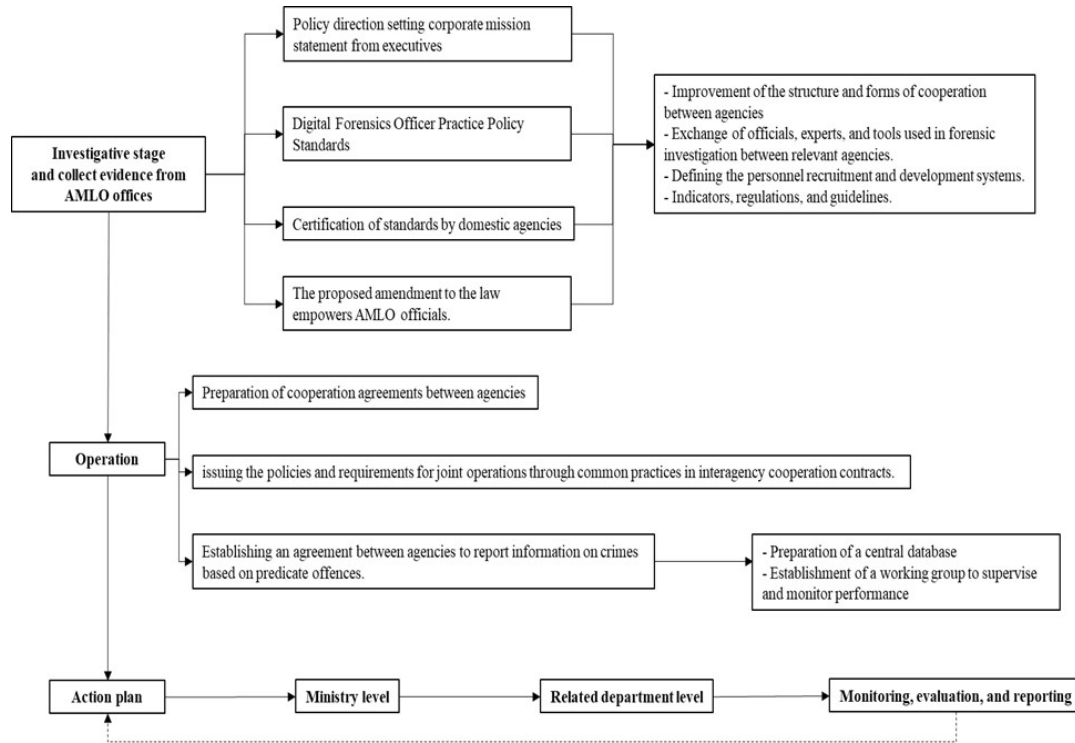 Policy direction setting corporate mission
statement from executives
- Improvement of the structure and forms of cooperation
between agencies
- Exchange of officials, experts, and tools used in forensic
investigation between relevant agencies.
- Defining the personnel recruitment and development systems.
- Indicators, regulations, and guidelines.
Digital Forensics Officer Practice Policy
Standards
Investigative stage
and collect evidence from
AMLO offices
Certification of standards by domestic agencies
The proposed amendment to the law
empowers AMLO officials.
Preparation of cooperation agreements between agencies
Operation
issuing the policies and requirements for joint operations through common practices in interagency cooperation contracts.
Establishing an agreement between agencies to report information on crimes
based on predicate offences.
- Preparation of a central database
- Establishment of a working group to supervise
and monitor performance
Action plan
Ministry level
Related department level
Monitoring, evaluation, and reporting